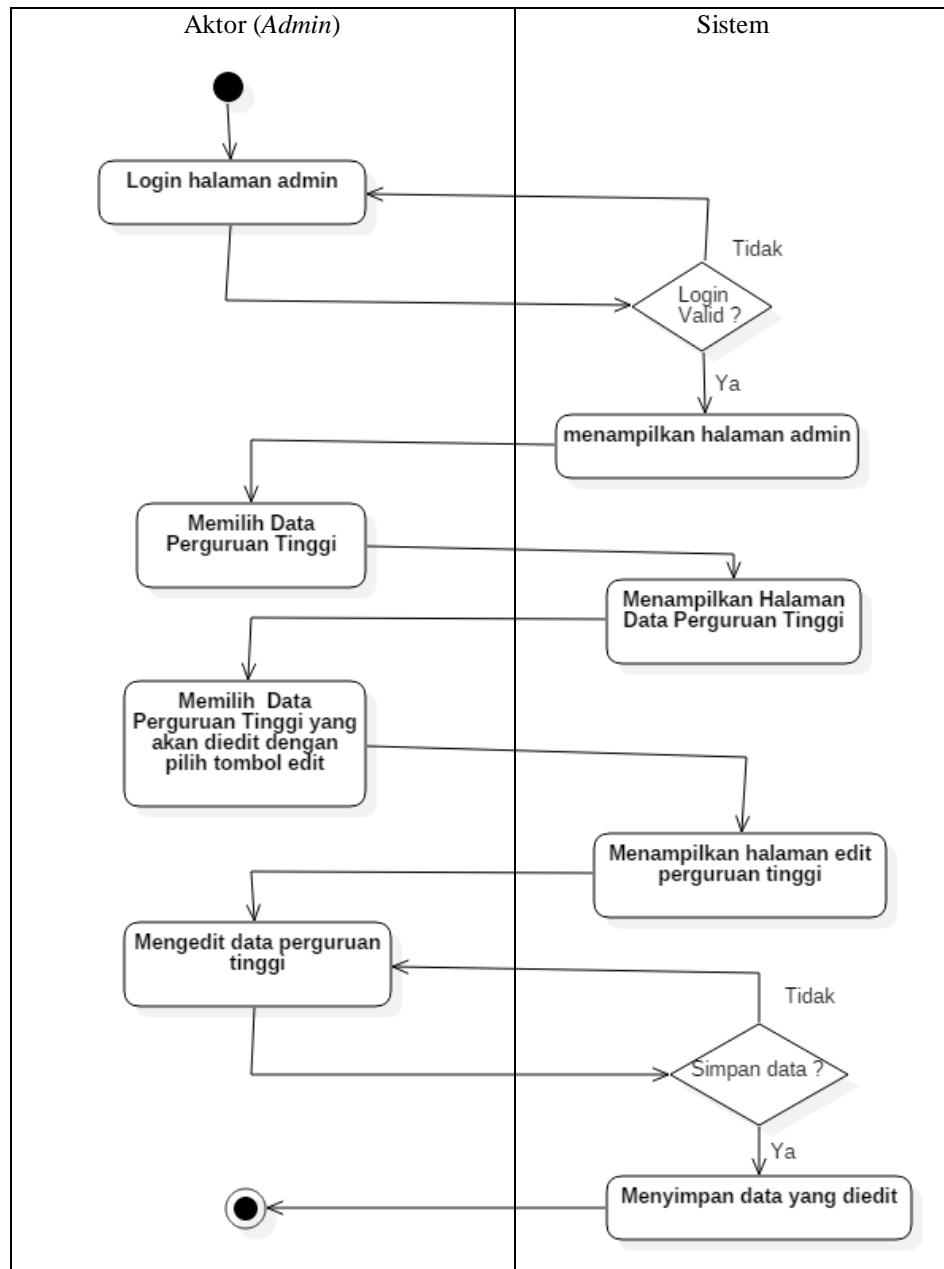 Aktor (Admin)
Sistem
Login halaman admin
Tidak
Login
Valid ?
Ya
menampilkan halaman admin
Memilih Data
Perguruan Tinggi
Menampilkan Halaman
Data Perguruan Tinggi
Memilih  Data
Perguruan Tinggi yang
akan diedit dengan
pilih tombol edit
Menampilkan halaman edit
perguruan tinggi
Mengedit data perguruan
tinggi
Tidak
Simpan data ?
Ya
Menyimpan data yang diedit